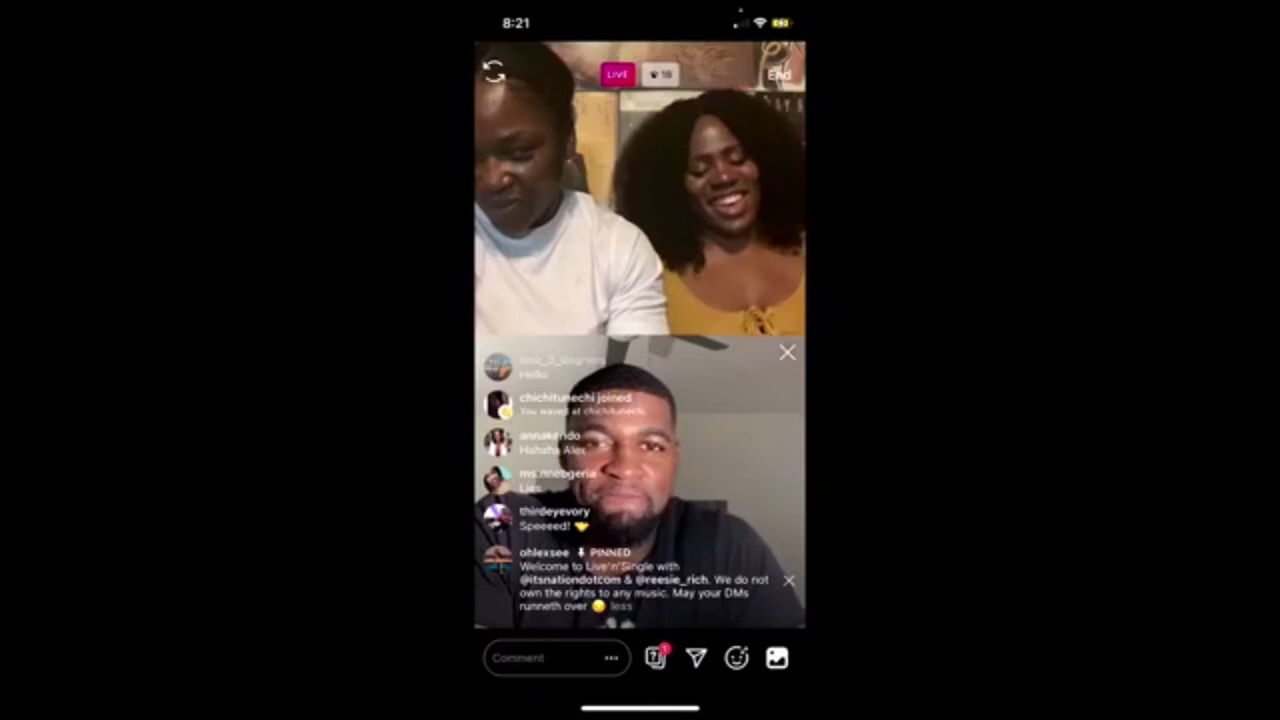 8:21
LIVE
End
Hello
chichitunechi joined
You waved at chichitunechi.
annakendo
Hahaha Alex
Lies
thirdeyevory
Speeeed! 🤝
ohlexsee PINNED
Welcome to Live'n'Single with
@itsnationdotcom & @reesie_rich. We do not
own the rights to any music. May your DMs
runneth over 😏 less
Comment